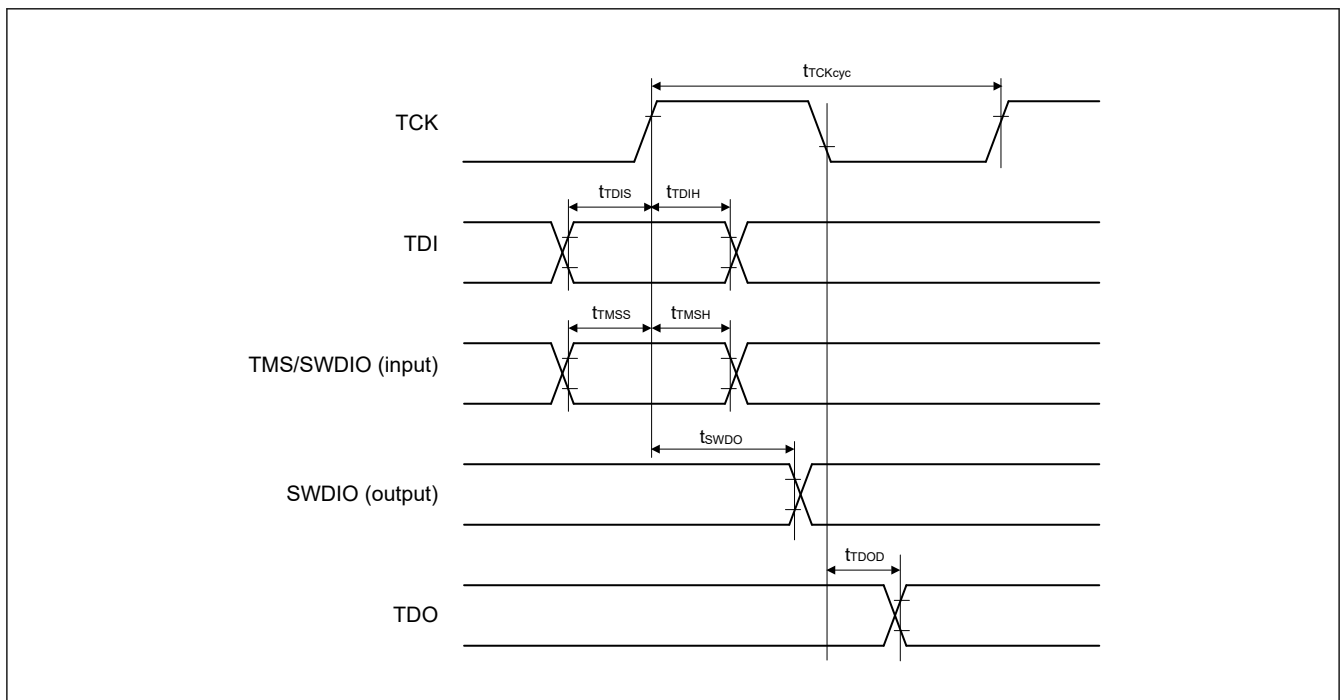 tTCKcyc
TCK
tTDIS tTDIH
TDI
tTMSS tTMSH
TMS/SWDIO (input)
tSWDO
SWDIO (output)
tTDOD
TDO